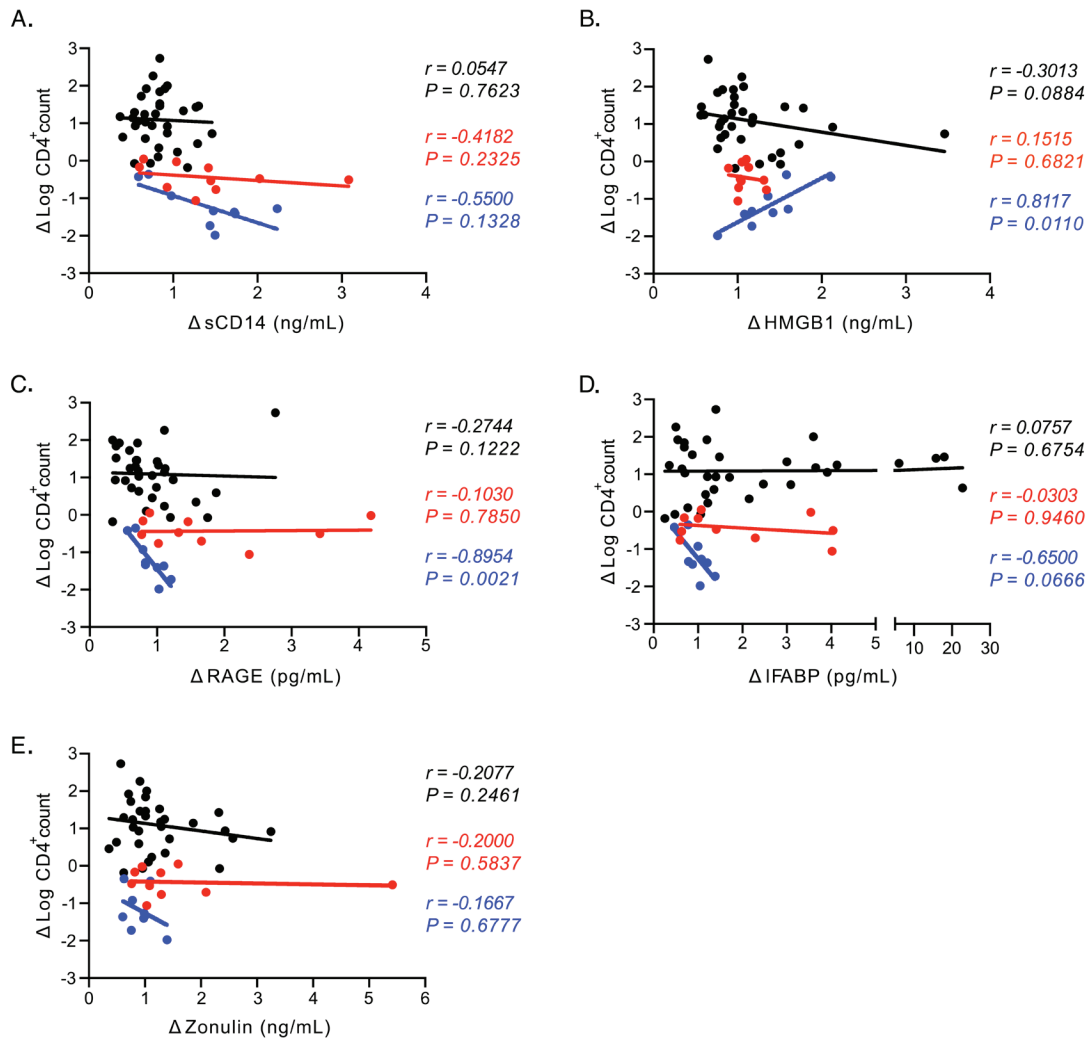 A.
3
2
1
0
-1
-2
-3
Δ Log CD4+count
0 1 2 3 4
Δ sCD14 (ng/mL)
r = 0.0547
P = 0.7623
r = -0.4182
P = 0.2325
r = -0.5500
P = 0.1328
B.
3
2
1
0
-1
-2
-3
Δ Log CD4+count
0 1 2 3 4
Δ HMGB1 (ng/mL)
r = -0.3013
P = 0.0884
r = 0.1515
P = 0.6821
r = 0.8117
P = 0.0110
C.
3
2
1
0
-1
-2
-3
Δ Log CD4+count
0 1 2 3 4 5
Δ RAGE (pg/mL)
r = -0.2744
P = 0.1222
r = -0.1030
P = 0.7850
r = -0.8954
P = 0.0021
D.
3
2
1
0
-1
-2
-3
Δ Log CD4+count
0 1 2 3 4 5 10 20 30
Δ IFABP (pg/mL)
r = 0.0757
P = 0.6754
r = -0.0303
P = 0.9460
r = -0.6500
P = 0.0666
E.
3
2
1
0
-1
-2
-3
Δ Log CD4+count
0 1 2 3 4 5 6
Δ Zonulin (ng/mL)
r = -0.2077
P = 0.2461
r = -0.2000
P = 0.5837
r = -0.1667
P = 0.6777